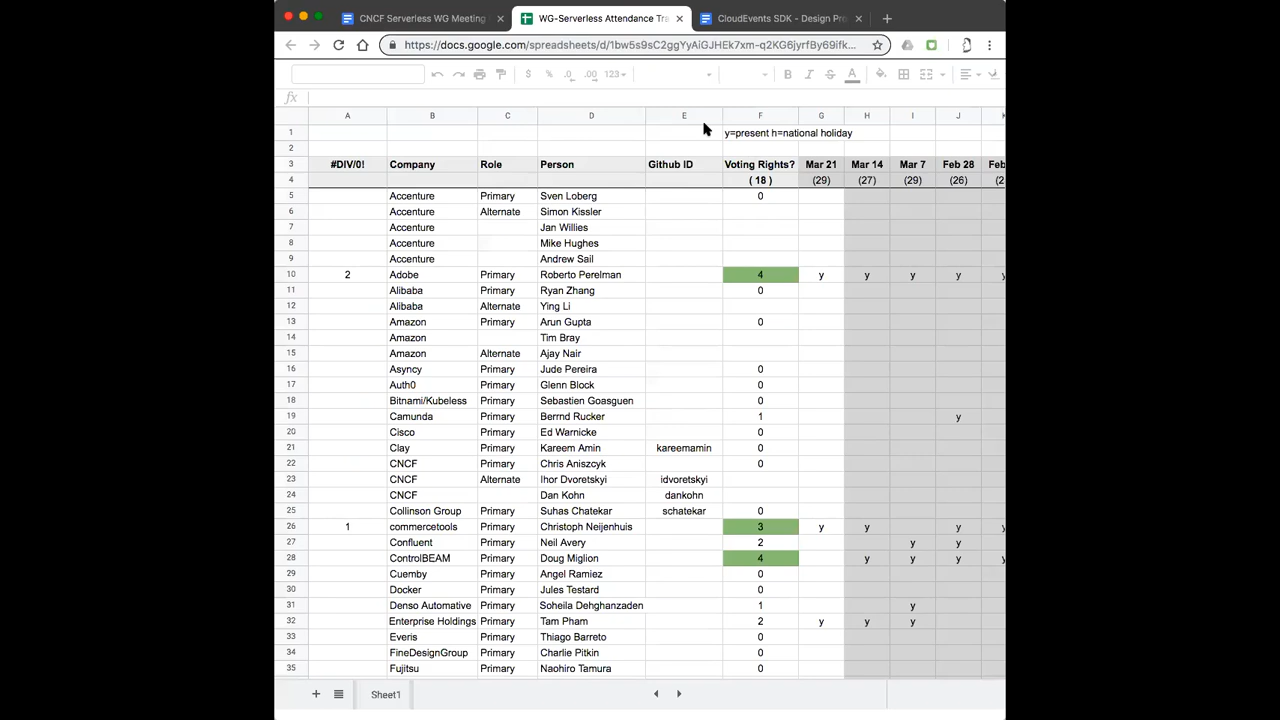 CNCF Serverless WG Meeting
WG-Serverless Attendance Tra
CloudEvents SDK - Design Pro
https://docs.google.com/spreadsheets/d/1bw5s9sC2ggYyAiGJHEk7xm-q2KG6jyrfBy69ifk...
$ % .0 .00 123
B I S A
fx
A B C D E F G H I J K
1 y=present h=national holiday
2
3 #DIV/0! Company Role Person Github ID Voting Rights? Mar 21 Mar 14 Mar 7 Feb 28 Feb
4 ( 18 ) (29) (27) (29) (26) (2
5 Accenture Primary Sven Loberg 0
6 Accenture Alternate Simon Kissler
7 Accenture Jan Willies
8 Accenture Mike Hughes
9 Accenture Andrew Sail
10 2 Adobe Primary Roberto Perelman 4 y y y y y
11 Alibaba Primary Ryan Zhang 0
12 Alibaba Alternate Ying Li
13 Amazon Primary Arun Gupta 0
14 Amazon Tim Bray
15 Amazon Alternate Ajay Nair
16 Asyncy Primary Jude Pereira 0
17 Auth0 Primary Glenn Block 0
18 Bitnami/Kubeless Primary Sebastien Goasguen 0
19 Camunda Primary Bernd Rucker 1 y
20 Cisco Primary Ed Warnicke 0
21 Clay Primary Kareem Amin kareemamin 0
22 CNCF Primary Chris Aniszcyk 0
23 CNCF Alternate Ihor Dvoretskyi idvoretskyi
24 CNCF Dan Kohn dankohn
25 Collinson Group Primary Suhas Chatekar schatekar 0
26 1 commercetools Primary Christoph Neijenhuis 3 y y y y
27 Confluent Primary Neil Avery 2 y y
28 ControlBEAM Primary Doug Miglion 4 y y y y
29 Cuemby Primary Angel Ramiez 0
30 Docker Primary Jules Testard 0
31 Denso Automative Primary Soheila Dehghanzaden 1 y
32 Enterprise Holdings Primary Tam Pham 2 y y y
33 Everis Primary Thiago Barreto 0
34 FineDesignGroup Primary Charlie Pitkin 0
35 Fujitsu Primary Naohiro Tamura 0
Sheet1